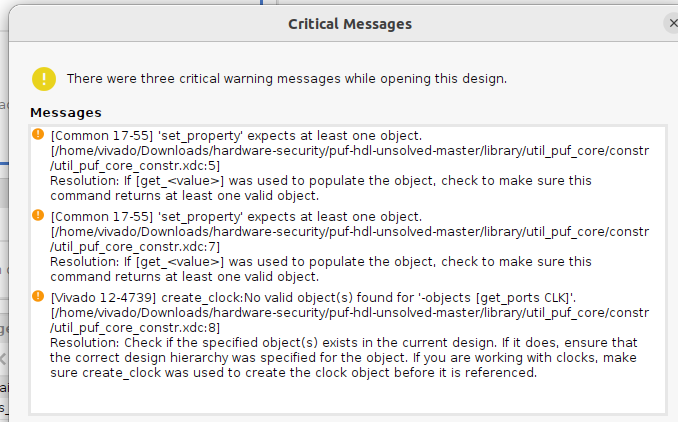 Critical Messages
There were three critical warning messages while opening this design.
Messages
[Common 17-55] 'set_property' expects at least one object.
[/home/vivado/Downloads/hardware-security/puf-hdl-unsolved-master/library/util_puf_core/constr
/util_puf_core_constr.xdc:5]
Resolution: If [get_<value>] was used to populate the object, check to make sure this
command returns at least one valid object.
[Common 17-55] 'set_property' expects at least one object.
[/home/vivado/Downloads/hardware-security/puf-hdl-unsolved-master/library/util_puf_core/constr
/util_puf_core_constr.xdc:7]
Resolution: If [get_<value>] was used to populate the object, check to make sure this
command returns at least one valid object.
[Vivado 12-4739] create_clock:No valid object(s) found for '-objects [get_ports CLK]'.
[/home/vivado/Downloads/hardware-security/puf-hdl-unsolved-master/library/util_puf_core/constr
/util_puf_core_constr.xdc:8]
Resolution: Check if the specified object(s) exists in the current design. If it does, ensure that
the correct design hierarchy was specified for the object. If you are working with clocks, make
sure create_clock was used to create the clock object before it is referenced.